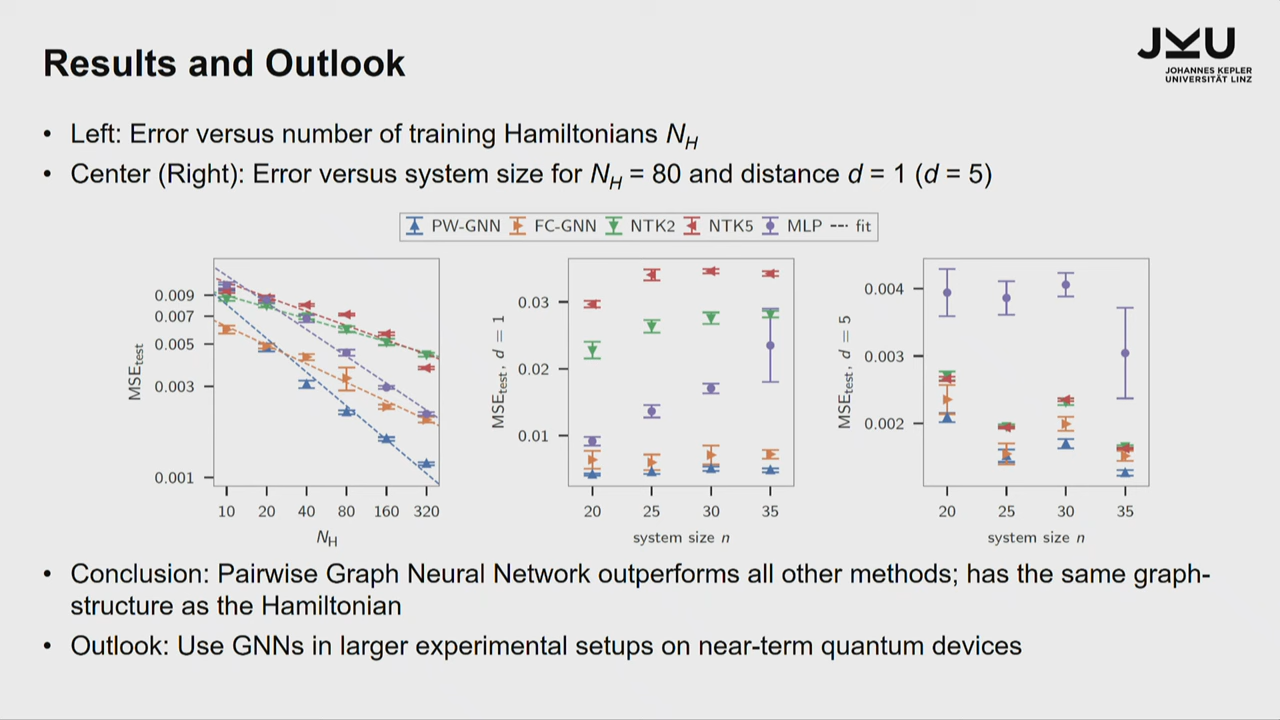 Results and Outlook
JKU
JOHANNES KEPLER
UNIVERSITÄT LINZ
• Left: Error versus number of training Hamiltonians N_H
• Center (Right): Error versus system size for N_H = 80 and distance d = 1 (d = 5)
PW-GNN FC-GNN NTK2 NTK5 MLP fit
MSE_test
0.009
0.007
0.005
0.003
0.001
10 20 40 80 160 320
N_H
MSE_test, d = 1
0.03
0.02
0.01
20 25 30 35
system size n
MSE_test, d = 5
0.004
0.003
0.002
20 25 30 35
system size n
• Conclusion: Pairwise Graph Neural Network outperforms all other methods; has the same graph-
structure as the Hamiltonian
• Outlook: Use GNNs in larger experimental setups on near-term quantum devices